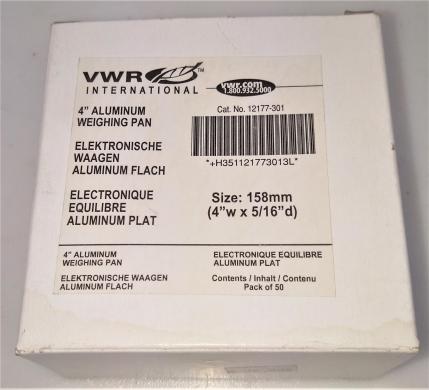 VWR™
INTERNATIONAL
vwr.com
1.800.932.5000
4" ALUMINUM
WEIGHING PAN
Cat. No. 12177-301
*+H351121773013L*
ELEKTRONISCHE
WAAGEN
ALUMINUM FLACH
ELECTRONIQUE
EQUILIBRE
ALUMINUM PLAT
Size: 158mm
(4"w x 5/16"d)
4" ALUMINUM
WEIGHING PAN
ELECTRONIQUE EQUILIBRE
ALUMINUM PLAT
ELEKTRONISCHE WAAGEN
ALUMINUM FLACH
Contents / Inhalt / Contenu
Pack of 50